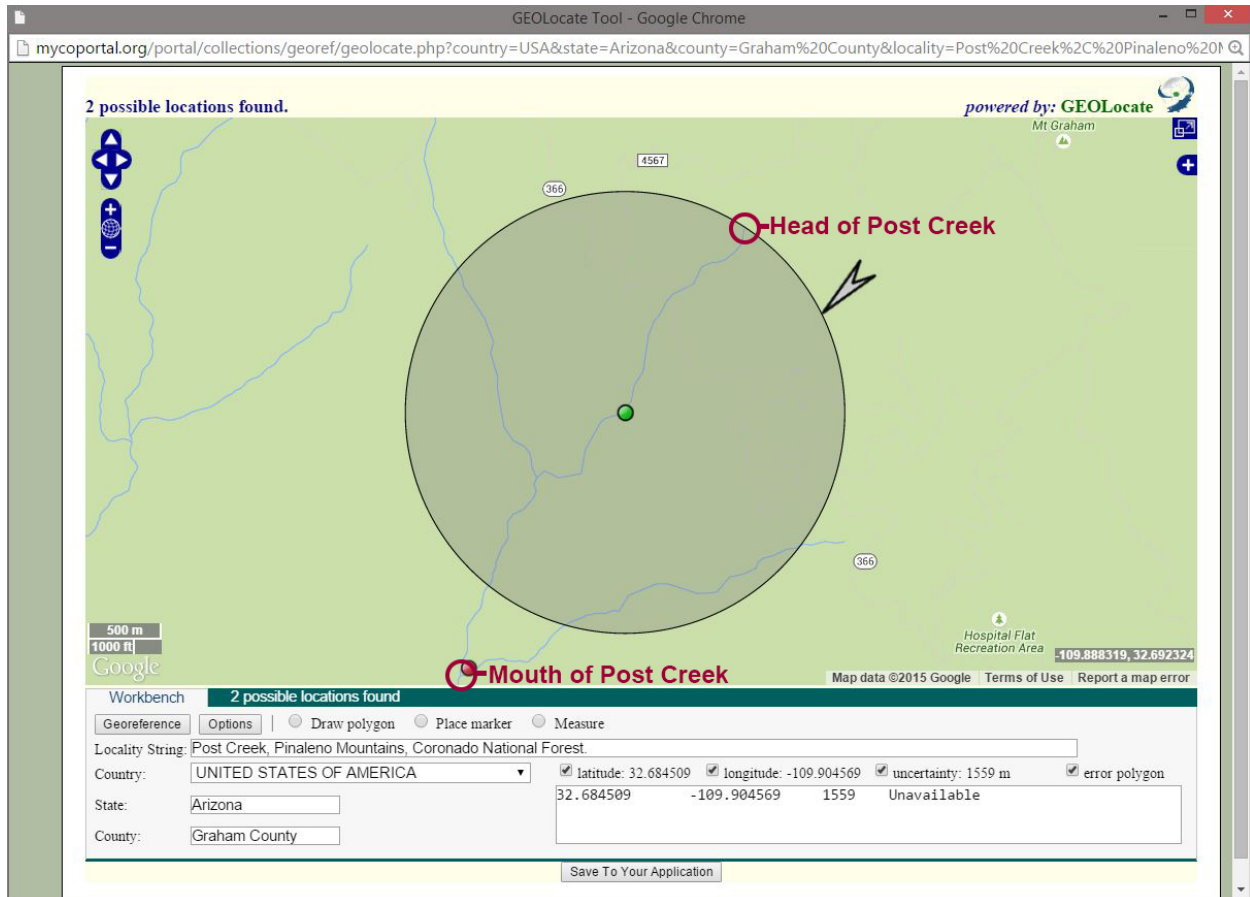 GEOLocate Tool - Google Chrome
mycoportal.org/portal/collections/georef/geolocate.php?country=USA&state=Arizona&county=Graham%20County&locality=Post%20Creek%2C%20Pinaleno%20
2 possible locations found.
powered by: GEOLocate
Mt Graham
4567
366
Head of Post Creek
366
500 m
1000 ft
Google
Hospital Flat
Recreation Area
-109.888319, 32.692324
Mouth of Post Creek
Map data ©2015 Google Terms of Use Report a map error
Workbench 2 possible locations found
Georeference Options | Draw polygon Place marker Measure
Locality String: Post Creek, Pinaleno Mountains, Coronado National Forest.
Country: UNITED STATES OF AMERICA
latitude: 32.684509 longitude: -109.904569 uncertainty: 1559 m error polygon
32.684509 -109.904569 1559 Unavailable
State: Arizona
County: Graham County
Save To Your Application